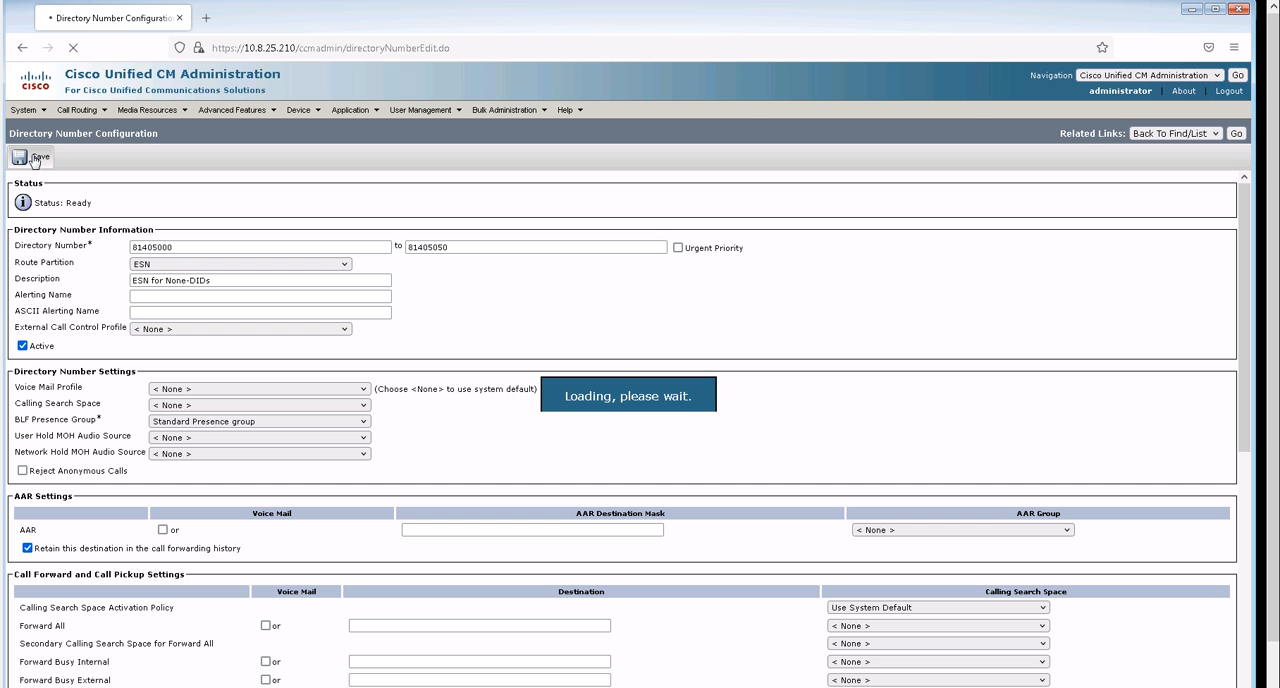 Directory Number Configuratio ×
https://10.8.25.210/ccmadmin/directoryNumberEdit.do
CISCO
Cisco Unified CM Administration
For Cisco Unified Communications Solutions
Navigation Cisco Unified CM Administration Go
administrator | About | Logout
System Call Routing Media Resources Advanced Features Device Application User Management Bulk Administration Help
Directory Number Configuration
Related Links: Back To Find/List Go
Save
Status
Status: Ready
Directory Number Information
Directory Number* 81405000 to 81405050 Urgent Priority
Route Partition ESN
Description ESN for None-DIDs
Alerting Name
ASCII Alerting Name
External Call Control Profile < None >
Active
Directory Number Settings
Voice Mail Profile < None > (Choose <None> to use system default)
Loading, please wait.
Calling Search Space < None >
BLF Presence Group* Standard Presence group
User Hold MOH Audio Source < None >
Network Hold MOH Audio Source < None >
Reject Anonymous Calls
AAR Settings
Voice Mail AAR Destination Mask AAR Group
AAR or < None >
Retain this destination in the call forwarding history
Call Forward and Call Pickup Settings
Voice Mail Destination Calling Search Space
Calling Search Space Activation Policy Use System Default
Forward All or < None >
Secondary Calling Search Space for Forward All < None >
Forward Busy Internal or < None >
Forward Busy External or < None >